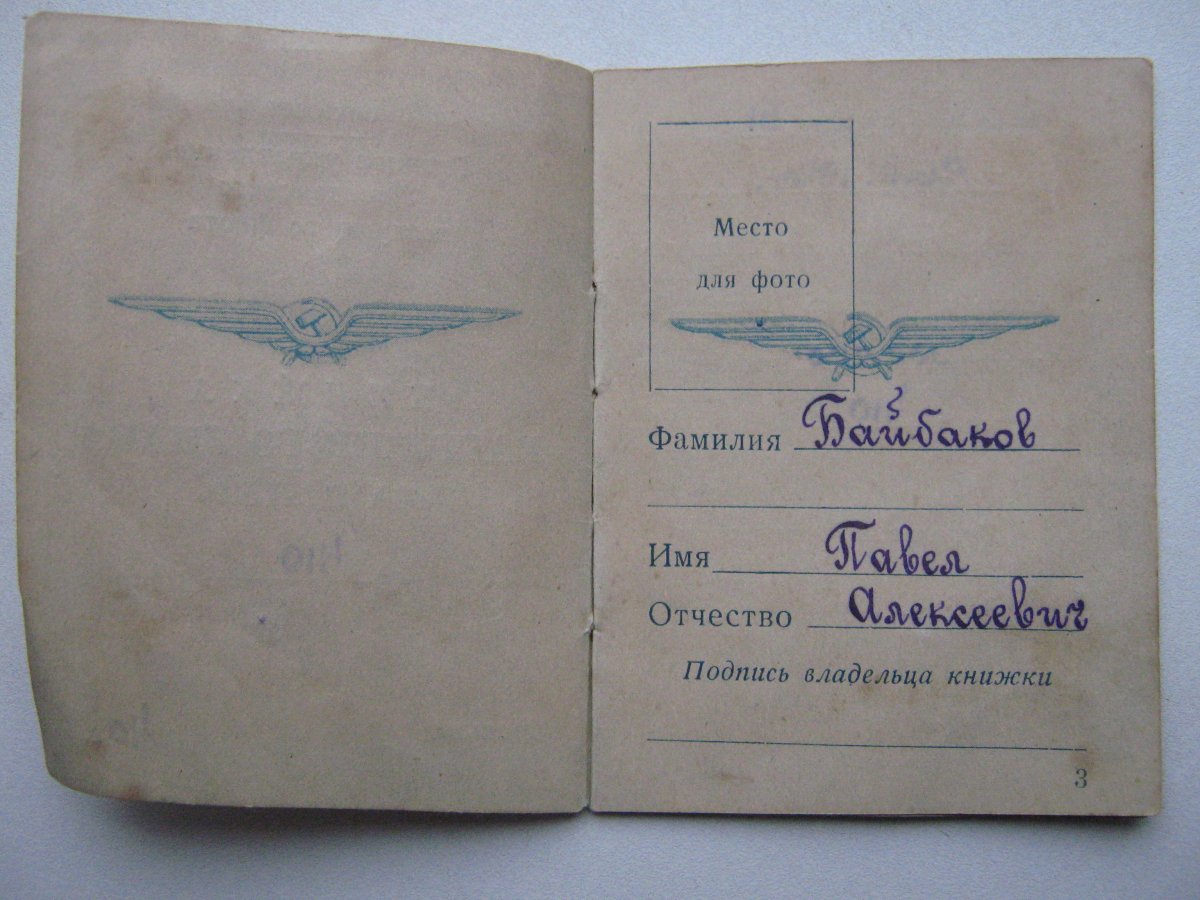 Место
для фото
Фамилия Байбаков
Имя Павел
Отчество Алексеевич
Подпись владельца книжки
3